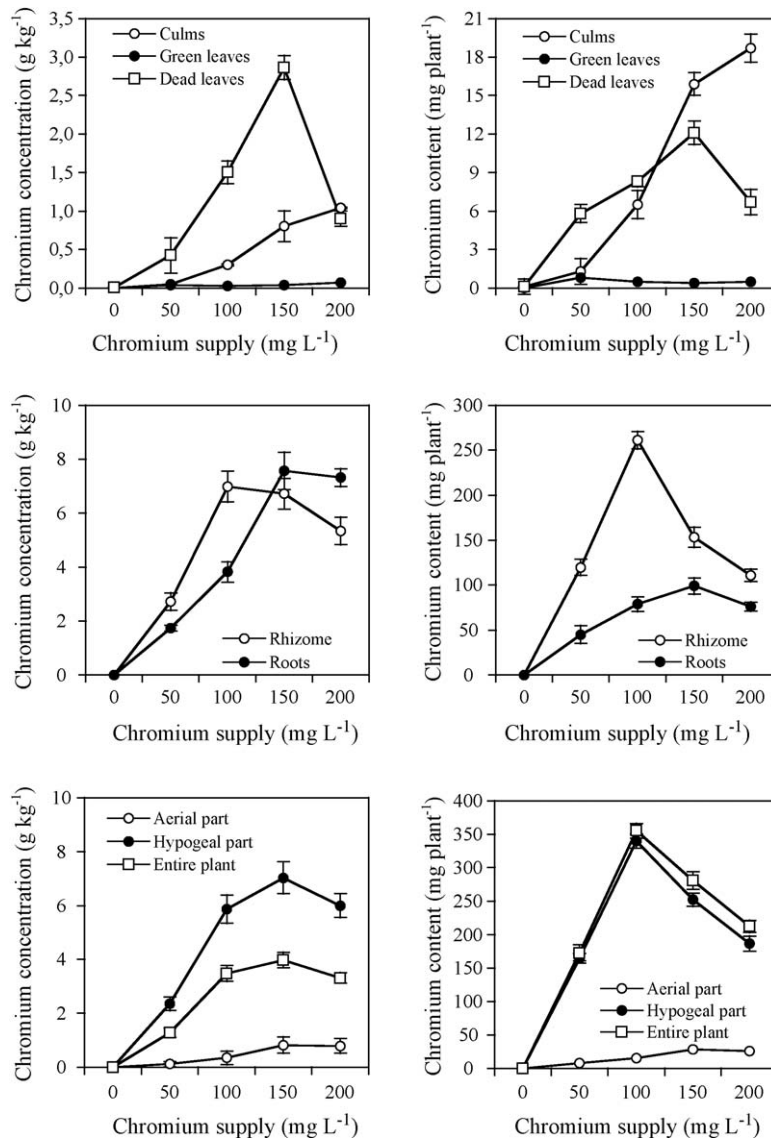 Chromium concentration (g kg⁻¹)
3,5
3,0
2,5
2,0
1,5
1,0
0,5
0,0
Culms
Green leaves
Dead leaves
0 50 100 150 200
Chromium supply (mg L⁻¹)
Chromium content (mg plant⁻¹)
21
18
15
12
9
6
3
0
Culms
Green leaves
Dead leaves
0 50 100 150 200
Chromium supply (mg L⁻¹)
Chromium concentration (g kg⁻¹)
10
8
6
4
2
0
Rhizome
Roots
0 50 100 150 200
Chromium supply (mg L⁻¹)
Chromium content (mg plant⁻¹)
300
250
200
150
100
50
0
Rhizome
Roots
0 50 100 150 200
Chromium supply (mg L⁻¹)
Chromium concentration (g kg⁻¹)
10
8
6
4
2
0
Aerial part
Hypogeal part
Entire plant
0 50 100 150 200
Chromium supply (mg L⁻¹)
Chromium content (mg plant⁻¹)
400
350
300
250
200
150
100
50
0
Aerial part
Hypogeal part
Entire plant
0 50 100 150 200
Chromium supply (mg L⁻¹)